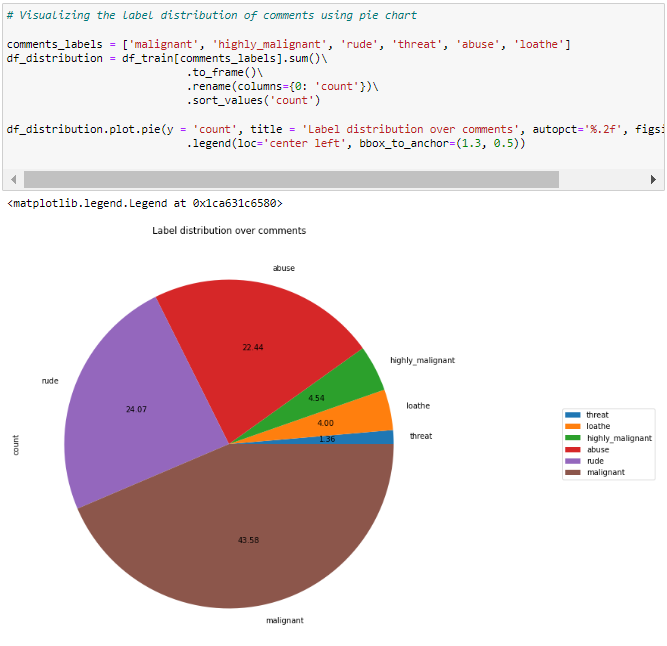 # Visualizing the label distribution of comments using pie chart
comments_labels = ['malignant', 'highly_malignant', 'rude', 'threat', 'abuse', 'loathe']
df_distribution = df_train[comments_labels].sum()\
.to_frame()\
.rename(columns={0: 'count'})\
.sort_values('count')
df_distribution.plot.pie(y = 'count', title = 'Label distribution over comments', autopct='%.2f', figsi
.legend(loc='center left', bbox_to_anchor=(1.3, 0.5))
<matplotlib.legend.Legend at 0x1ca631c6580>
Label distribution over comments
abuse
22.44
highly_malignant
4.54
rude
24.07
loathe
4.00
threat
1.36
count
43.58
malignant
threat
loathe
highly_malignant
abuse
rude
malignant